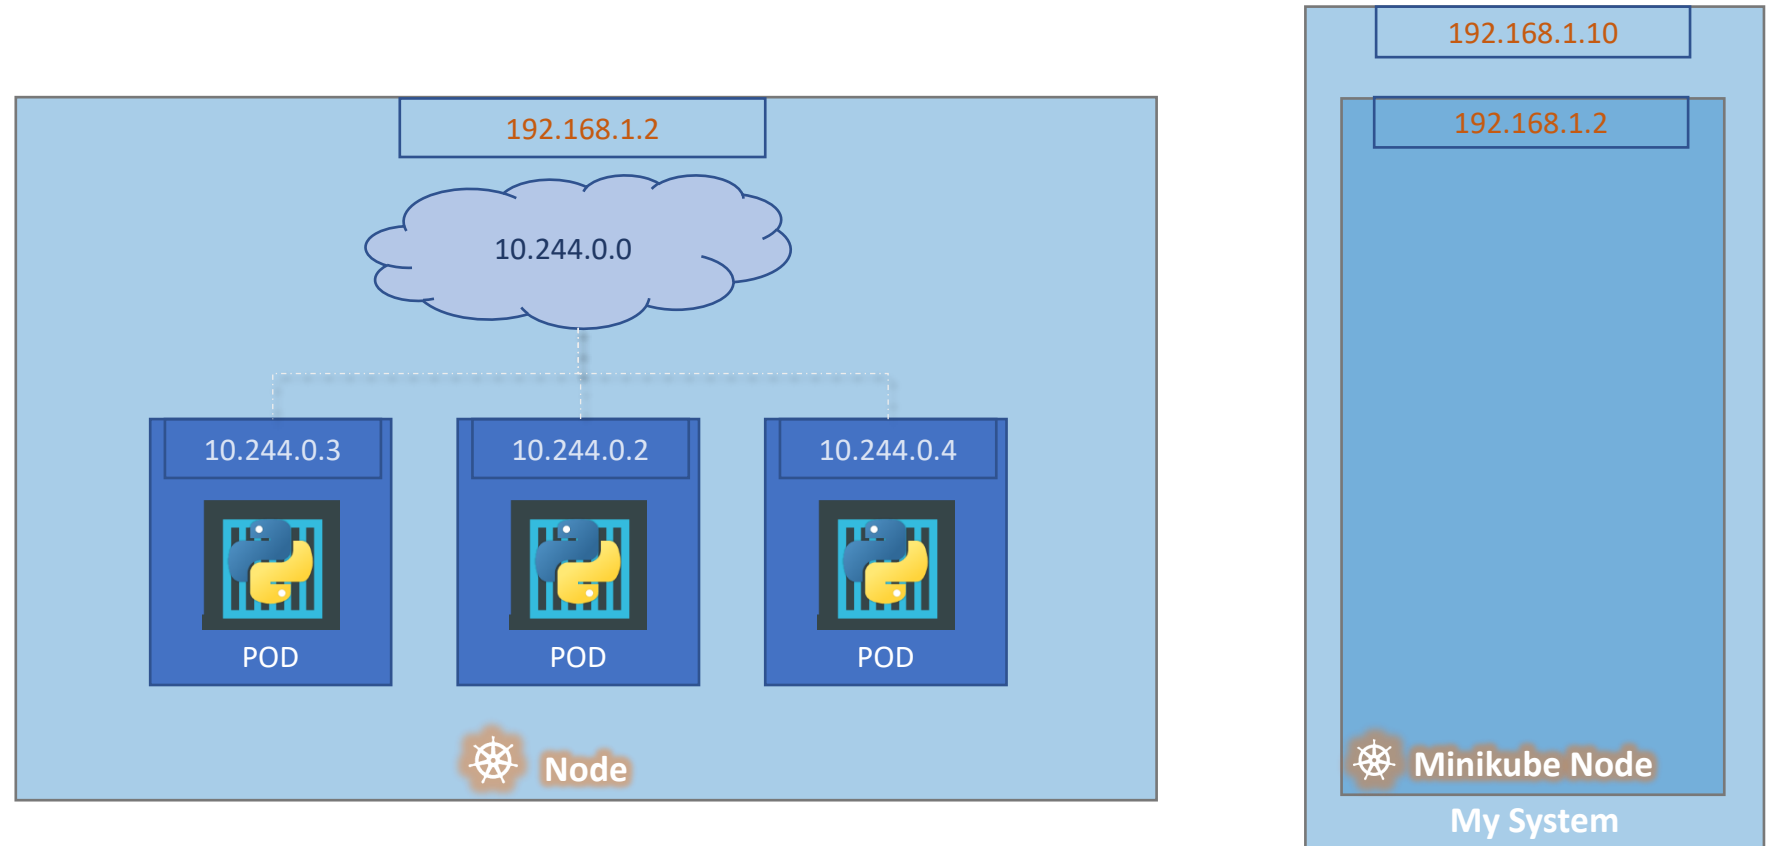 192.168.1.2
10.244.0.0
10.244.0.3
10.244.0.2
10.244.0.4
POD
POD
POD
Node
192.168.1.10
192.168.1.2
Minikube Node
My System